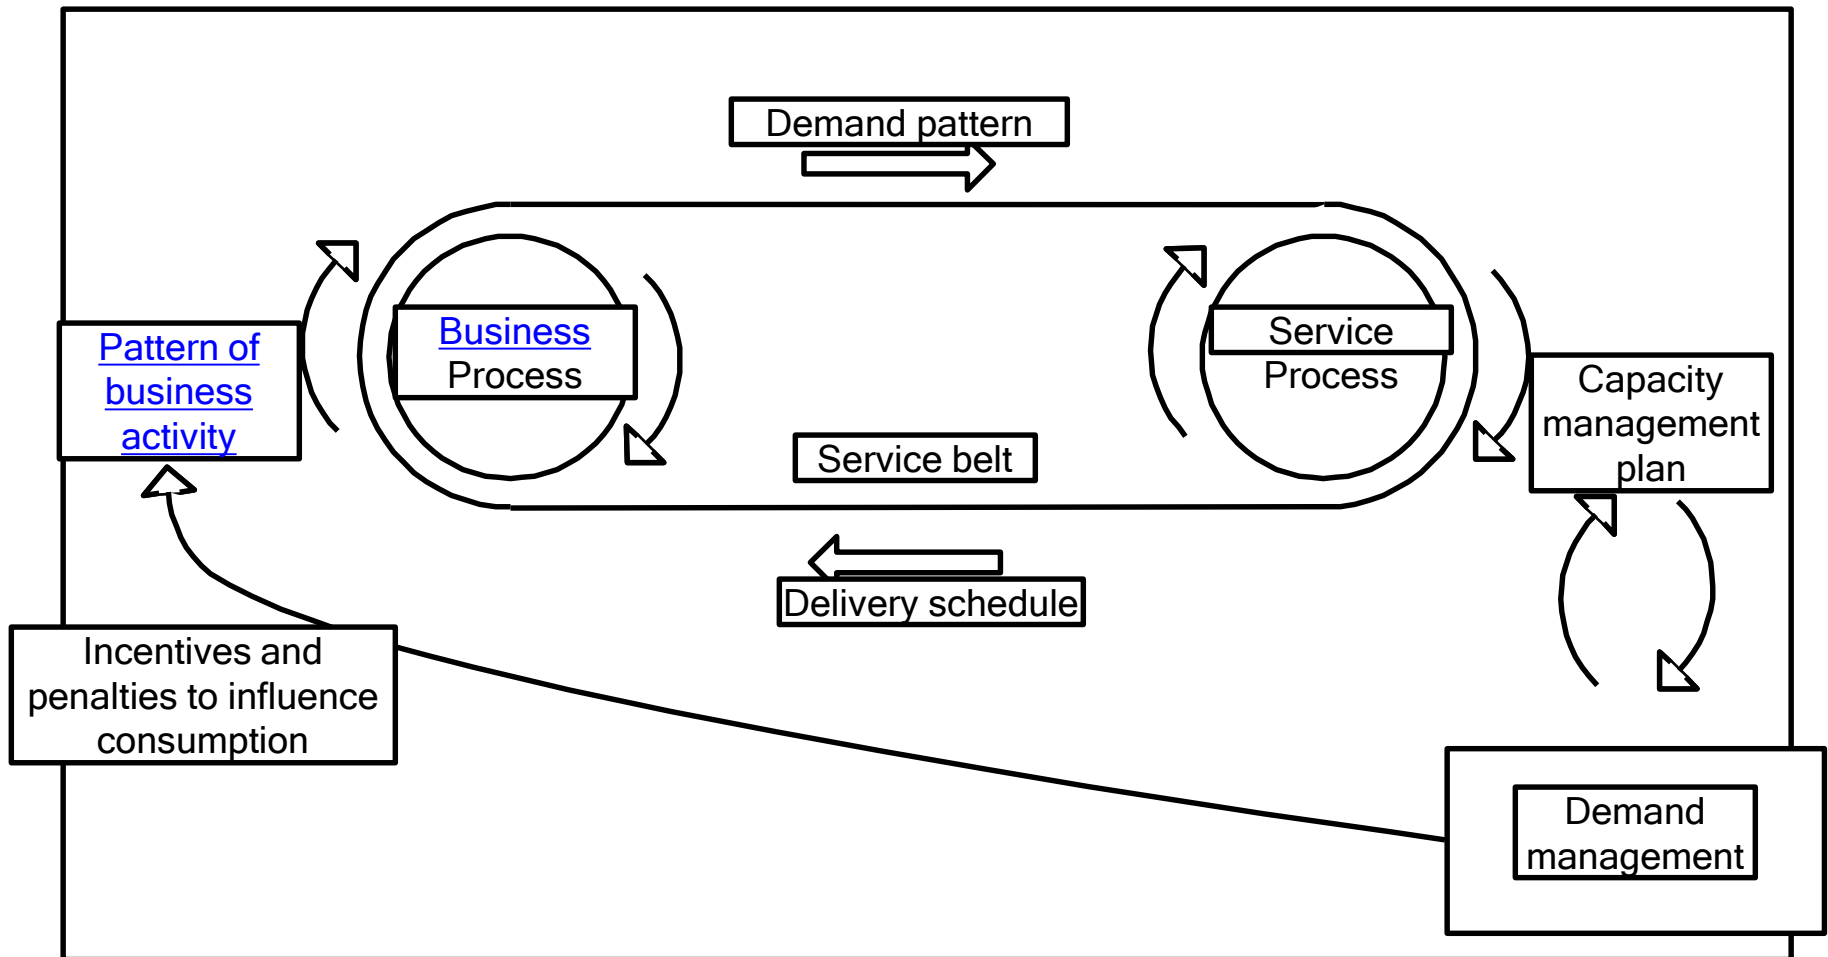 Demand pattern
Pattern of
business
activity
Business
Process
Service
Process
Capacity
management
plan
Service belt
Delivery schedule
Incentives and
penalties to influence
consumption
Demand
management